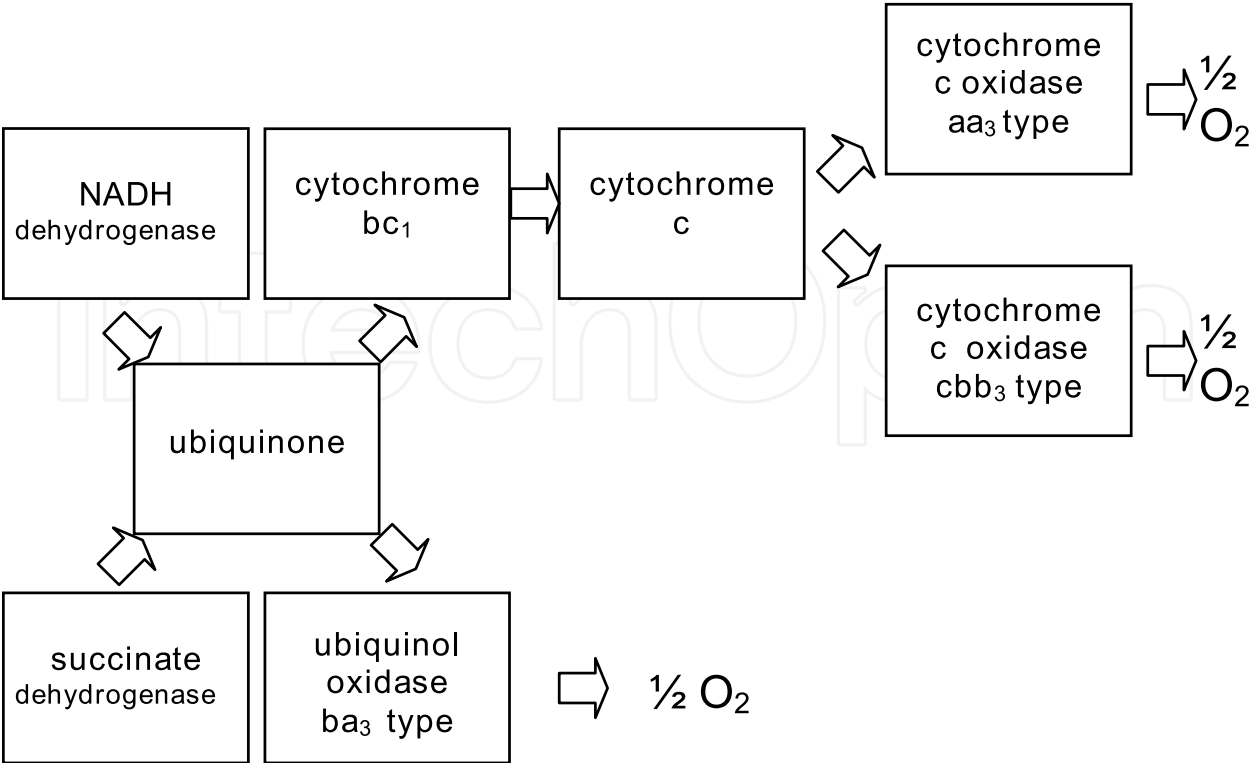 cytochrome
c oxidase
aa₃ type
½
O₂
NADH
dehydrogenase
cytochrome
bc₁
cytochrome
c
cytochrome
c oxidase
cbb₃ type
½
O₂
ubiquinone
succinate
dehydrogenase
ubiquinol
oxidase
ba₃ type
½ O₂
IntechOpen